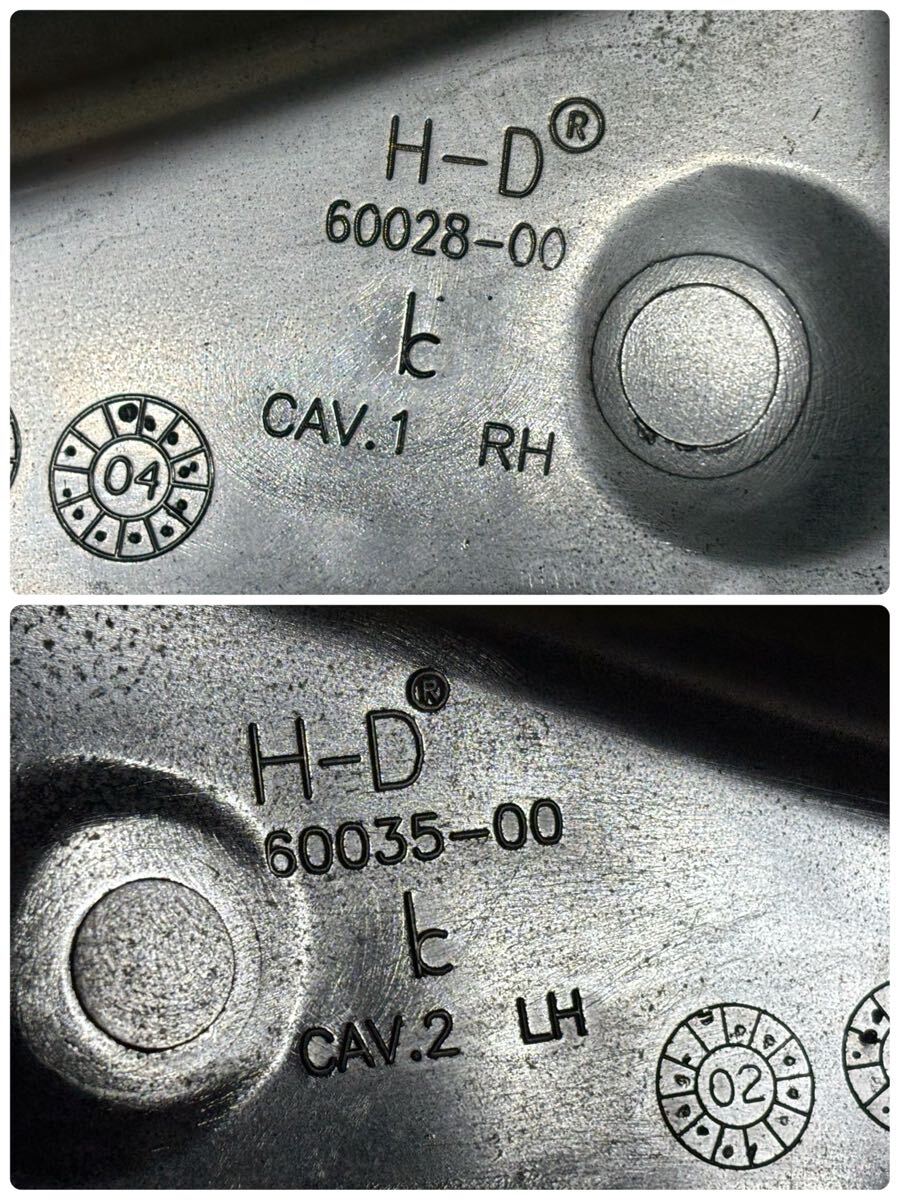 H-D®
60028-00
k
CAV.1 RH
04
H-D®
60035-00
k
CAV.2 LH
02